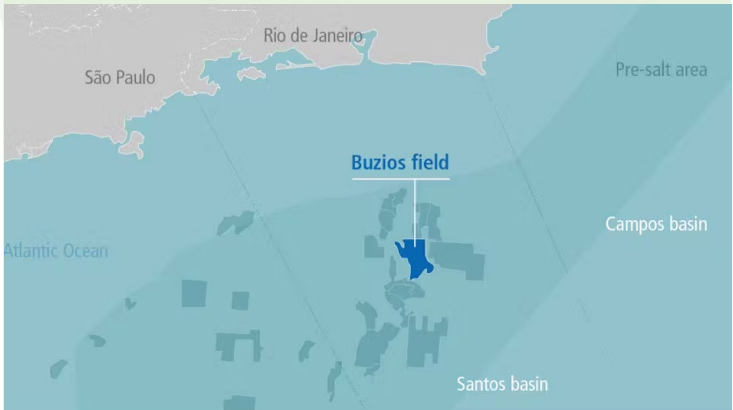 Rio de Janeiro
São Paulo
Pre-salt area
Buzios field
Campos basin
Atlantic Ocean
Santos basin